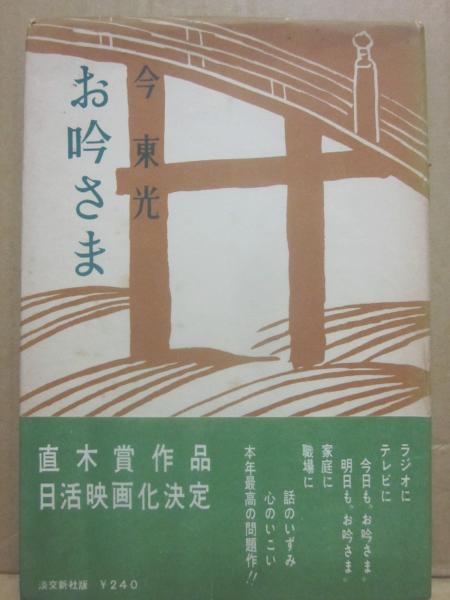 今東光
お吟さま
ラジオに
テレビに
今日も〝お吟さま〟
明日も〝お吟さま〟
家庭に
職場に
話のいずみ
心のいこい
本年最高の問題作!!
直木賞作品
日活映画化決定
淡交新社版 ¥240